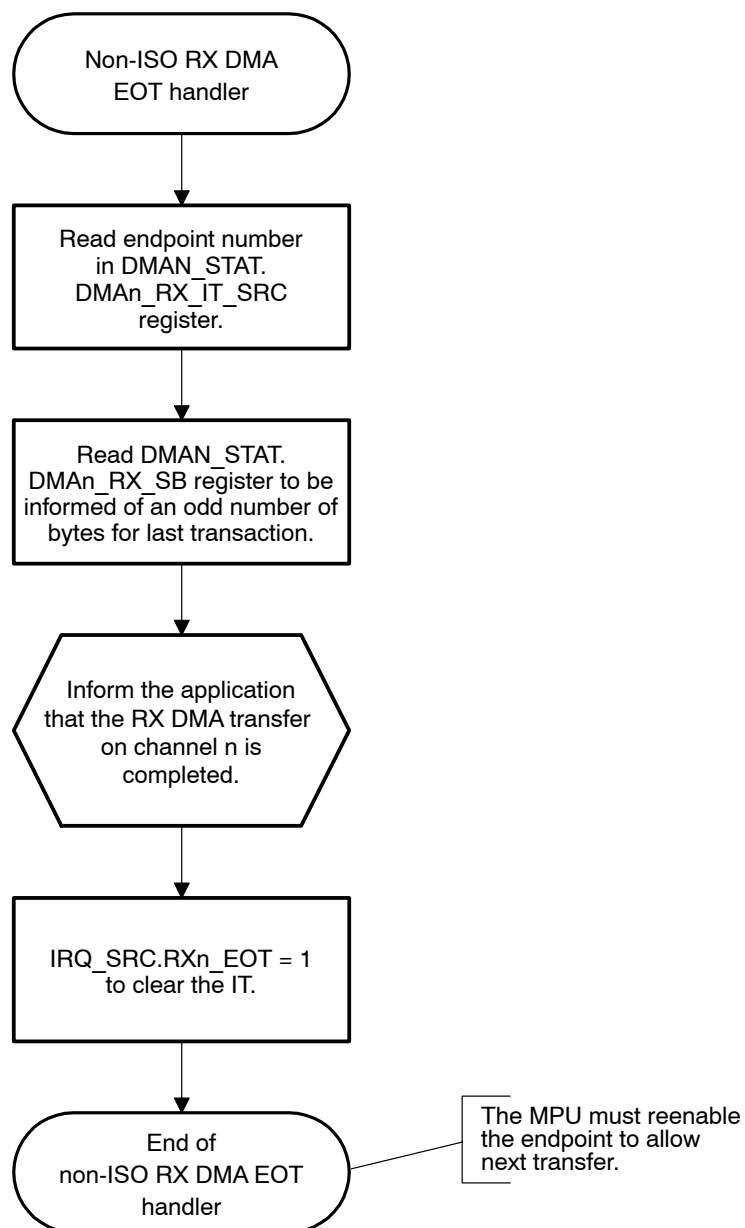 Non-ISO RX DMA
EOT handler
Read endpoint number
in DMAN_STAT.
DMAn_RX_IT_SRC
register.
Read DMAN_STAT.
DMAn_RX_SB register to be
informed of an odd number of
bytes for last transaction.
Inform the application
that the RX DMA transfer
on channel n is
completed.
IRQ_SRC.RXn_EOT = 1
to clear the IT.
End of
non-ISO RX DMA EOT
handler
The MPU must reenable
the endpoint to allow
next transfer.